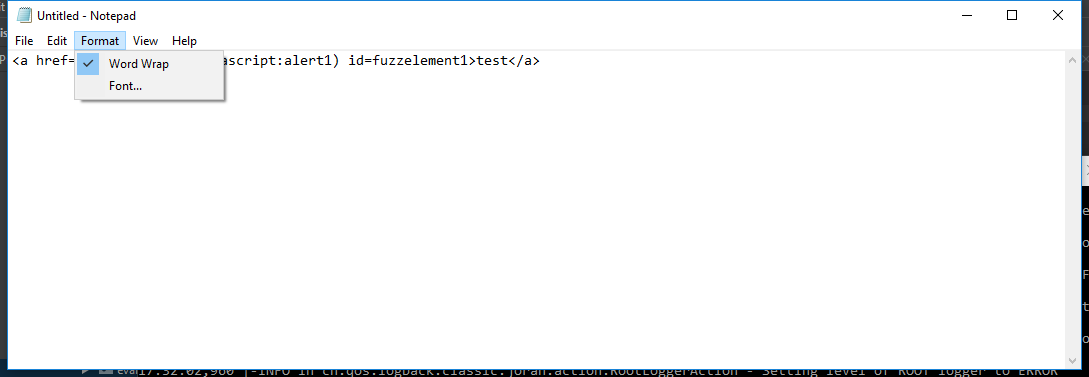 Untitled - Notepad
File Edit Format View Help
<a href= ascript:alert1) id=fuzzelement1>test</a>
Word Wrap
Font...
17:32:02,960 |-INFO in ch.qos.logback.classic.joran.action.RootLoggerAction - Setting level of ROOT logger to ERROR